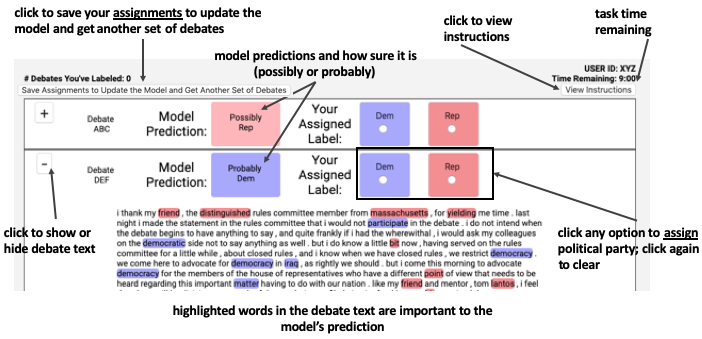 click to save your assignments to update the
model and get another set of debates
click to view
instructions
task time
remaining
model predictions and how sure it is
(possibly or probably)
# Debates You've Labeled: 0
USER ID: XYZ
Time Remaining: 9:00
Save Assignments to Update the Model and Get Another Set of Debates
View Instructions
+
Debate
ABC
Model
Prediction:
Possibly
Rep
Your
Assigned
Label:
Dem
Rep
-
Debate
DEF
Model
Prediction:
Probably
Dem
Your
Assigned
Label:
Dem
Rep
i thank my friend , the distinguished rules committee member from massachusetts , for yielding me time . last
night i made the statement in the rules committee that i would not participate in the debate . i do not intend when
the debate begins to have anything to say , and quite frankly if i had the wherewithal , i would ask my colleagues
on the democratic side not to say anything as well . but i do know a little bit now , having served on the rules
committee for a little while , about closed rules , and i know when we have closed rules , we restrict democracy .
we come here to advocate for democracy in iraq , as rightly we should . but i come this morning to advocate
democracy for the members of the house of representatives who have a different point of view that needs to be
heard regarding this important matter having to do with our nation . like my friend and mentor , tom lantos , i feel
click to show or
hide debate text
click any option to assign
political party; click again
to clear
highlighted words in the debate text are important to the
model's prediction